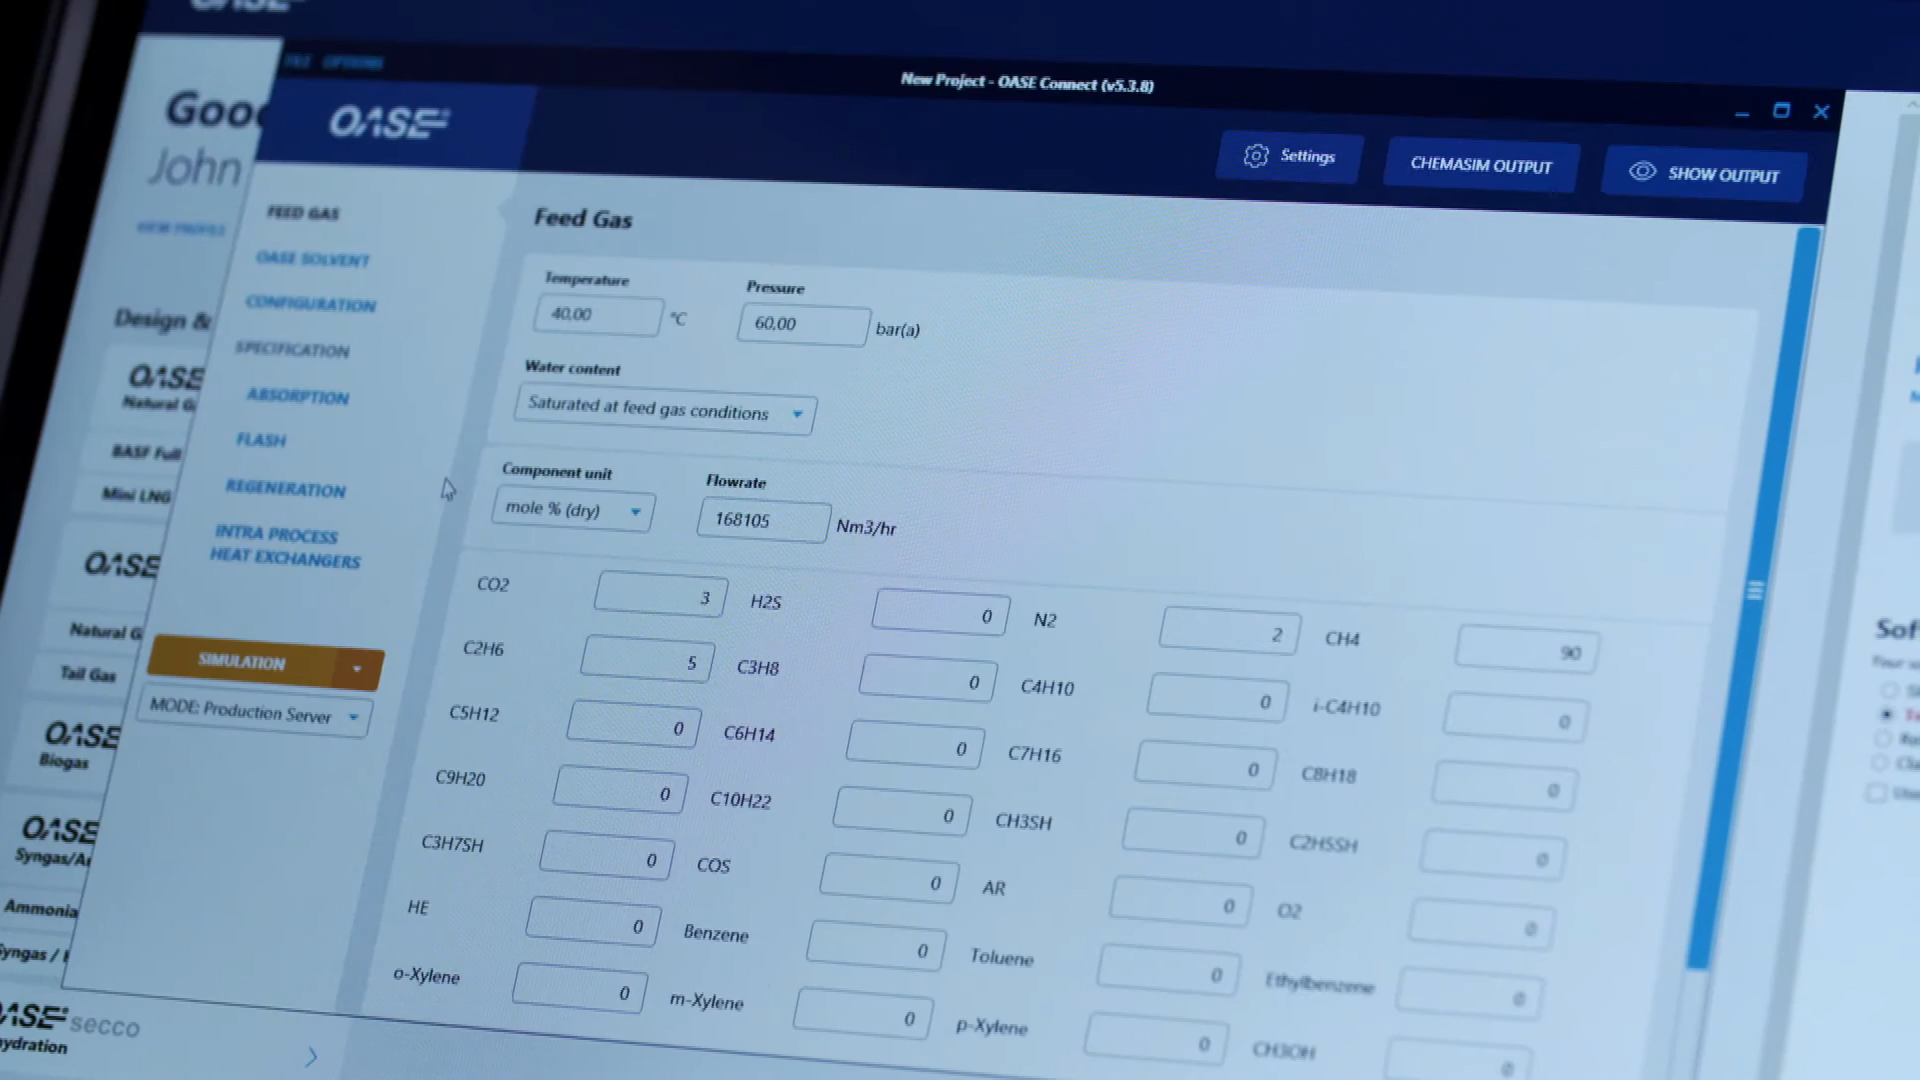 OASE
FILE OPTIONS
New Project - OASE Connect (v5.3.8)
OASE
Settings
CHEMASIM OUTPUT
SHOW OUTPUT
John
VIEW PROFILE
Design &
OASE
BASF Full
Mini LNG
OASE
Tail Gas
OASE
Biogas
OASE
Ammonia
OASE secco
FEED GAS
OASE SOLVENT
CONFIGURATION
SPECIFICATION
ABSORPTION
FLASH
REGENERATION
INTRA PROCESS
HEAT EXCHANGERS
SIMULATION
MODE: Production Server
Feed Gas
Temperature Pressure
40,00 °C 60,00 bar(a)
Water content
Saturated at feed gas conditions
Component unit Flowrate
mole % (dry) 168105 Nm3/hr
CO2 3 H2S 0 N2 2 CH4 90
C2H6 5 C3H8 0 C4H10 0 i-C4H10 0
C5H12 0 C6H14 0 C7H16 0 C8H18 0
C9H20 0 C10H22 0 CH3SH 0 C2H5SH 0
C3H7SH 0 COS 0 AR 0 O2 0
HE 0 Benzene 0 Toluene 0 Ethylbenzene 0
o-Xylene 0 m-Xylene 0 p-Xylene 0 CH3OH 0